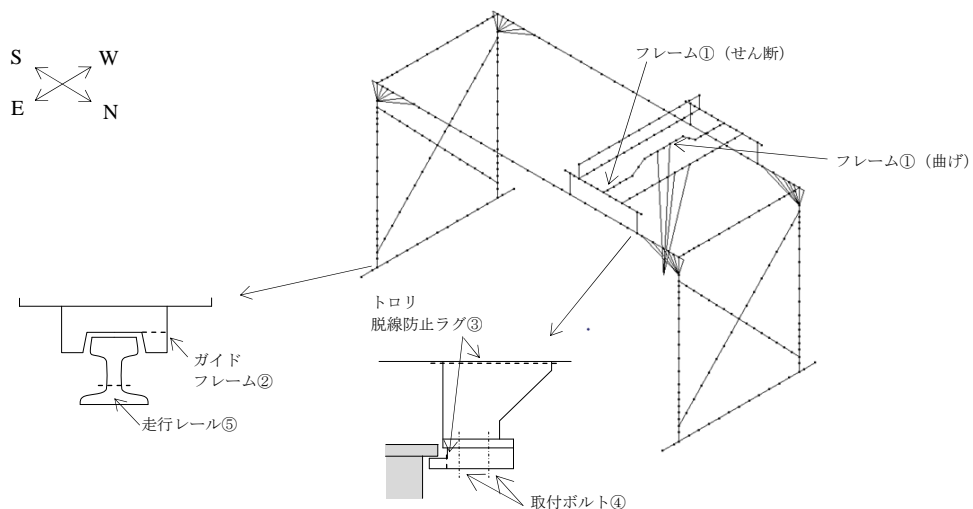 S
W
E
N
フレーム①（せん断）
フレーム①（曲げ）
トロリ
脱線防止ラグ③
ガイド
フレーム②
走行レール⑤
取付ボルト④